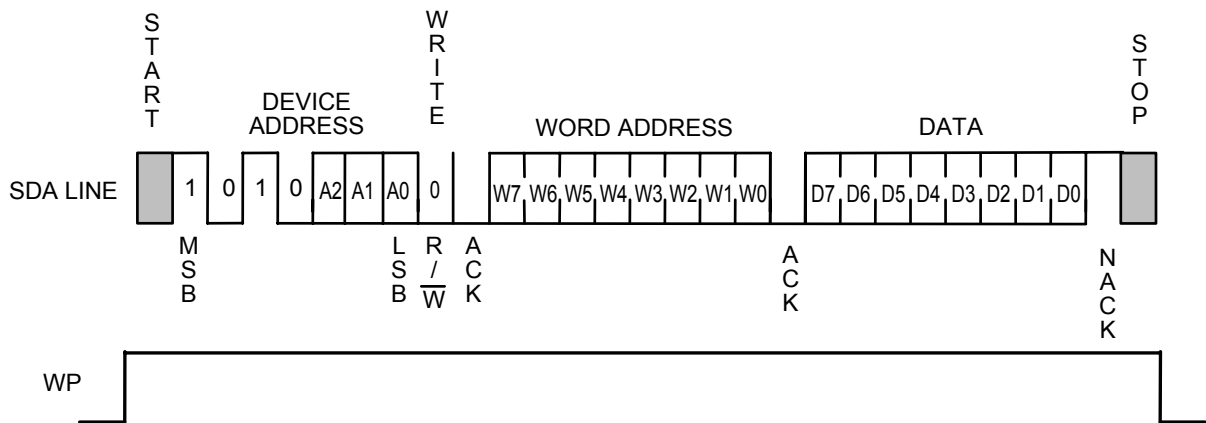 START
WRITE
STOP
DEVICE
ADDRESS
WORD ADDRESS
DATA
SDA LINE
1 0 1 0 A2 A1 A0 0 W7 W6 W5 W4 W3 W2 W1 W0 D7 D6 D5 D4 D3 D2 D1 D0
MSB
LSB
R/W
ACK
ACK
NACK
WP